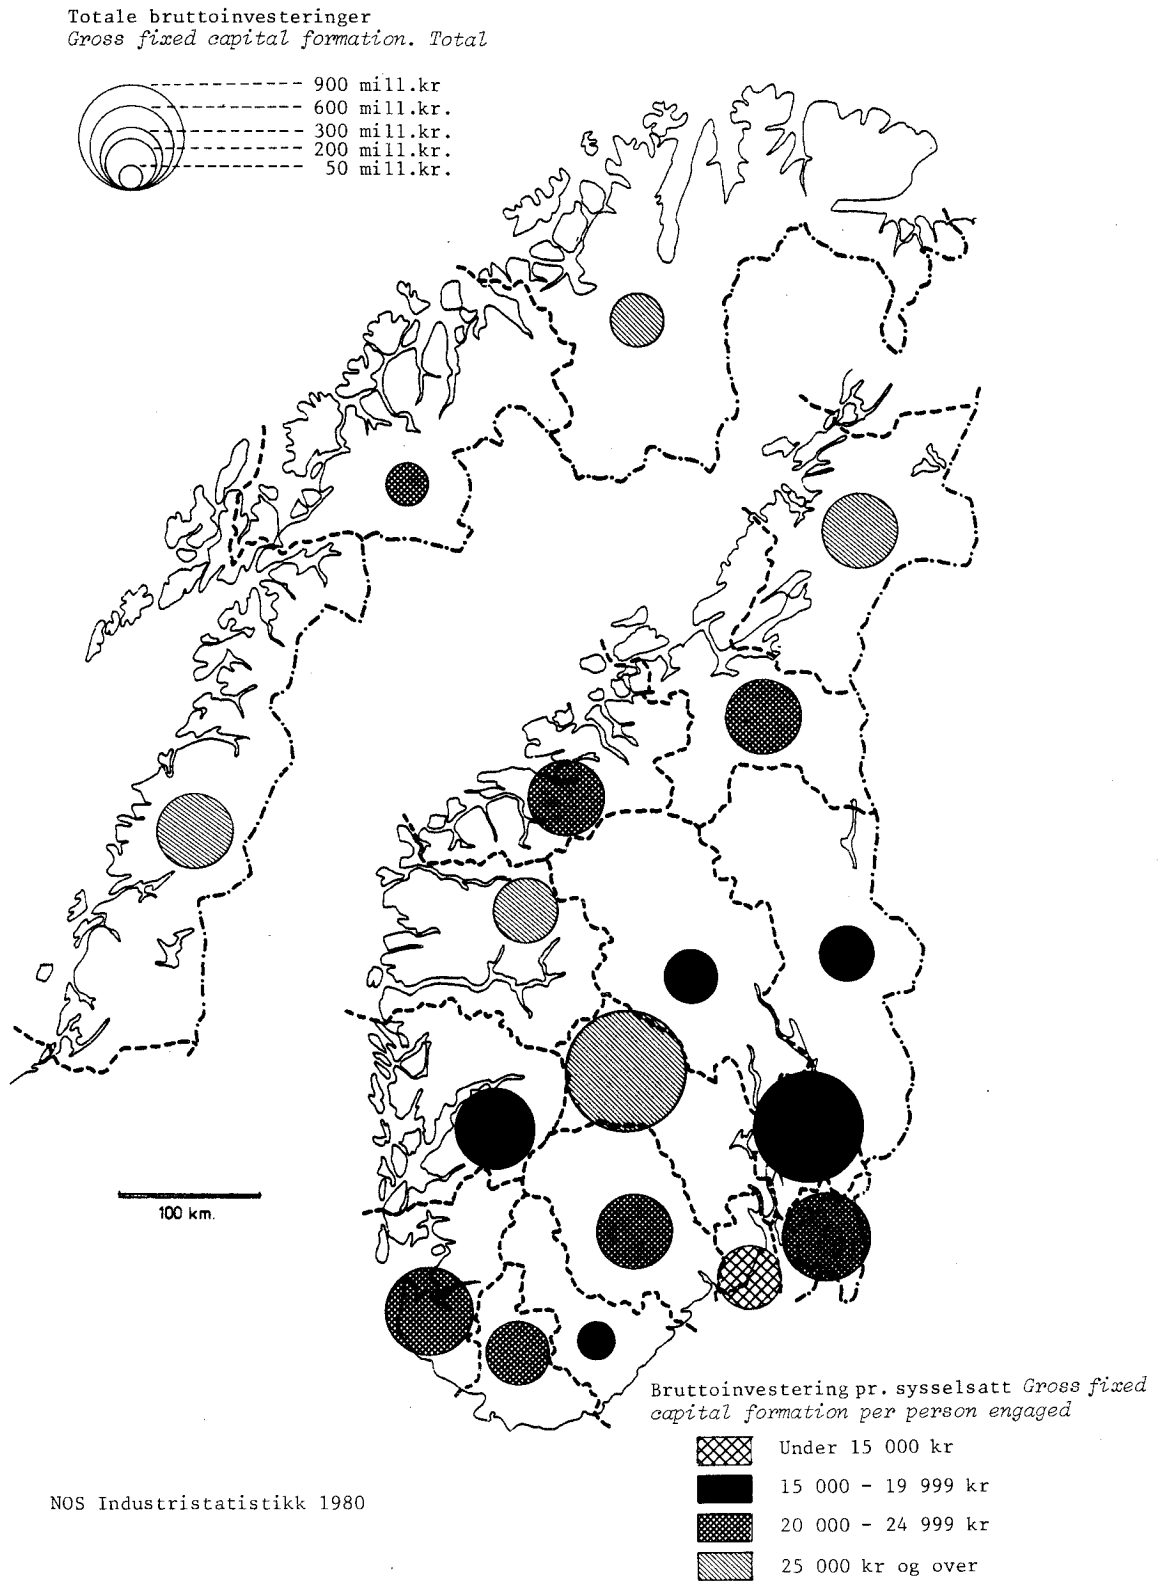 Totale bruttoinvesteringer
Gross fixed capital formation. Total
900 mill.kr
600 mill.kr.
300 mill.kr.
200 mill.kr.
50 mill.kr.
100 km.
Bruttoinvestering pr. sysselsatt Gross fixed
capital formation per person engaged
Under 15 000 kr
15 000 - 19 999 kr
20 000 - 24 999 kr
25 000 kr og over
NOS Industristatistikk 1980